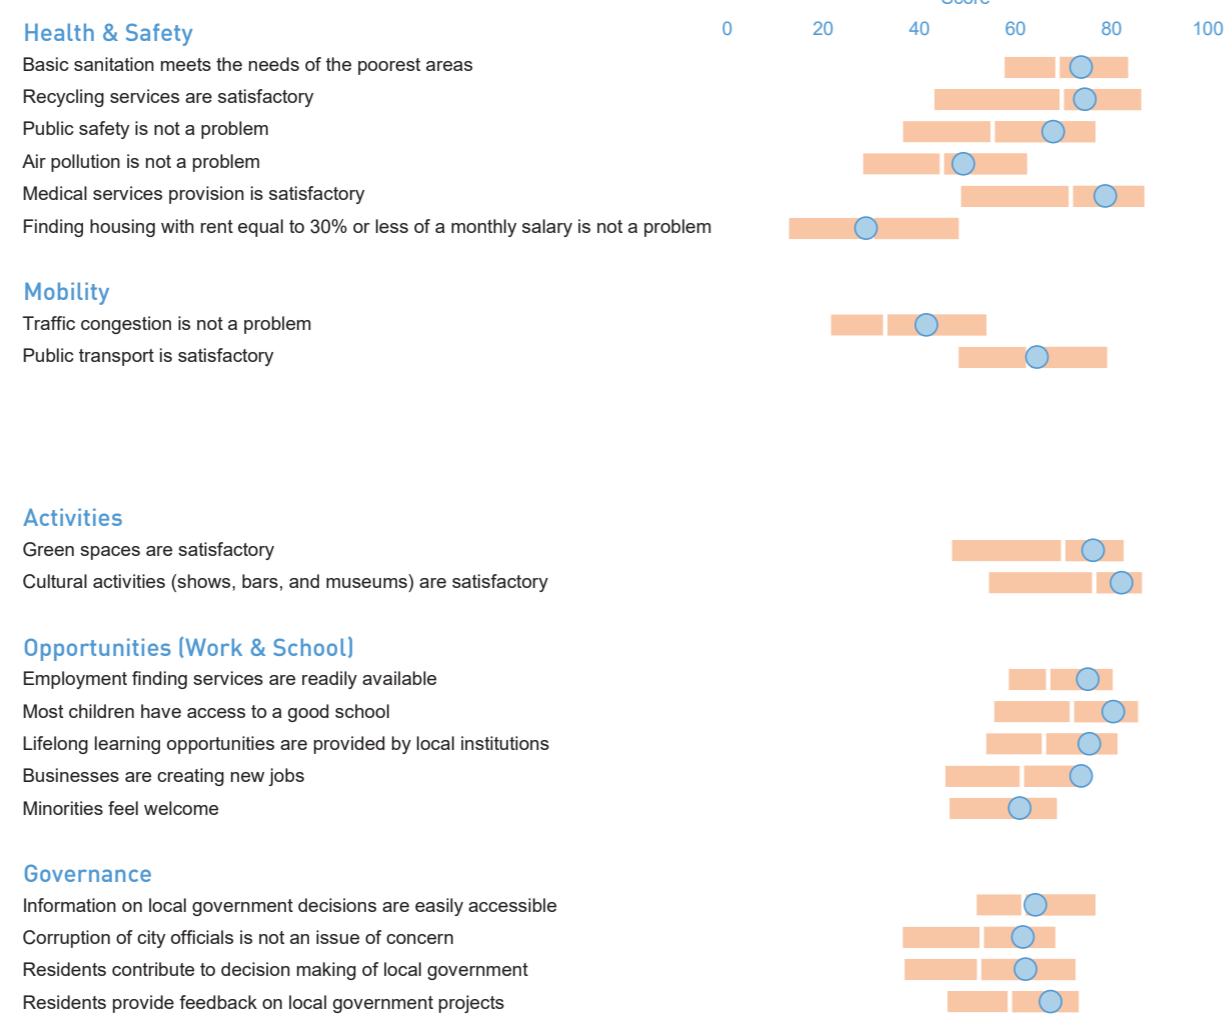 Score
Health & Safety 0 20 40 60 80 100
Basic sanitation meets the needs of the poorest areas
Recycling services are satisfactory
Public safety is not a problem
Air pollution is not a problem
Medical services provision is satisfactory
Finding housing with rent equal to 30% or less of a monthly salary is not a problem
Mobility
Traffic congestion is not a problem
Public transport is satisfactory
Activities
Green spaces are satisfactory
Cultural activities (shows, bars, and museums) are satisfactory
Opportunities (Work & School)
Employment finding services are readily available
Most children have access to a good school
Lifelong learning opportunities are provided by local institutions
Businesses are creating new jobs
Minorities feel welcome
Governance
Information on local government decisions are easily accessible
Corruption of city officials is not an issue of concern
Residents contribute to decision making of local government
Residents provide feedback on local government projects